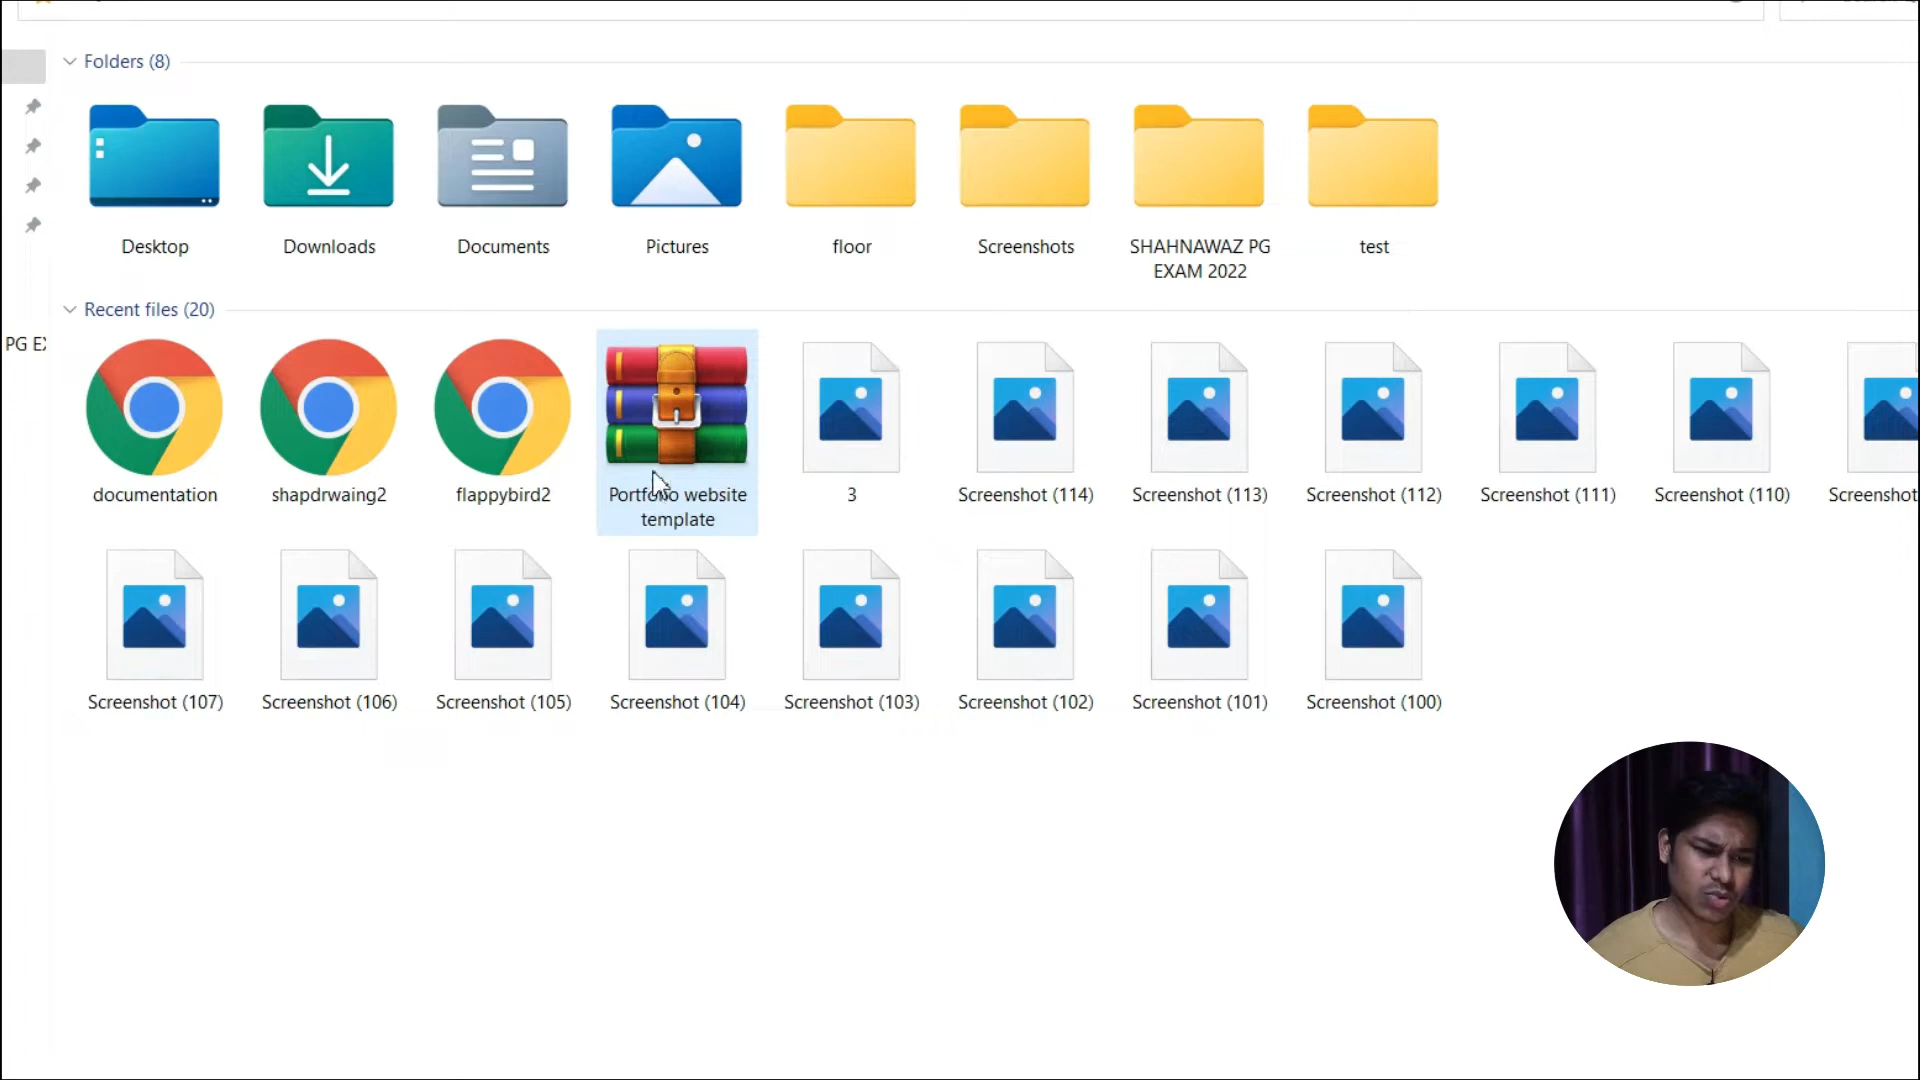 Folders (8)
Desktop
Downloads
Documents
Pictures
floor
Screenshots
SHAHNAWAZ PG
EXAM 2022
test
Recent files (20)
PG EX
documentation
shapdrwaing2
flappybird2
Portfolio website
template
3
Screenshot (114)
Screenshot (113)
Screenshot (112)
Screenshot (111)
Screenshot (110)
Screenshot
Screenshot (107)
Screenshot (106)
Screenshot (105)
Screenshot (104)
Screenshot (103)
Screenshot (102)
Screenshot (101)
Screenshot (100)